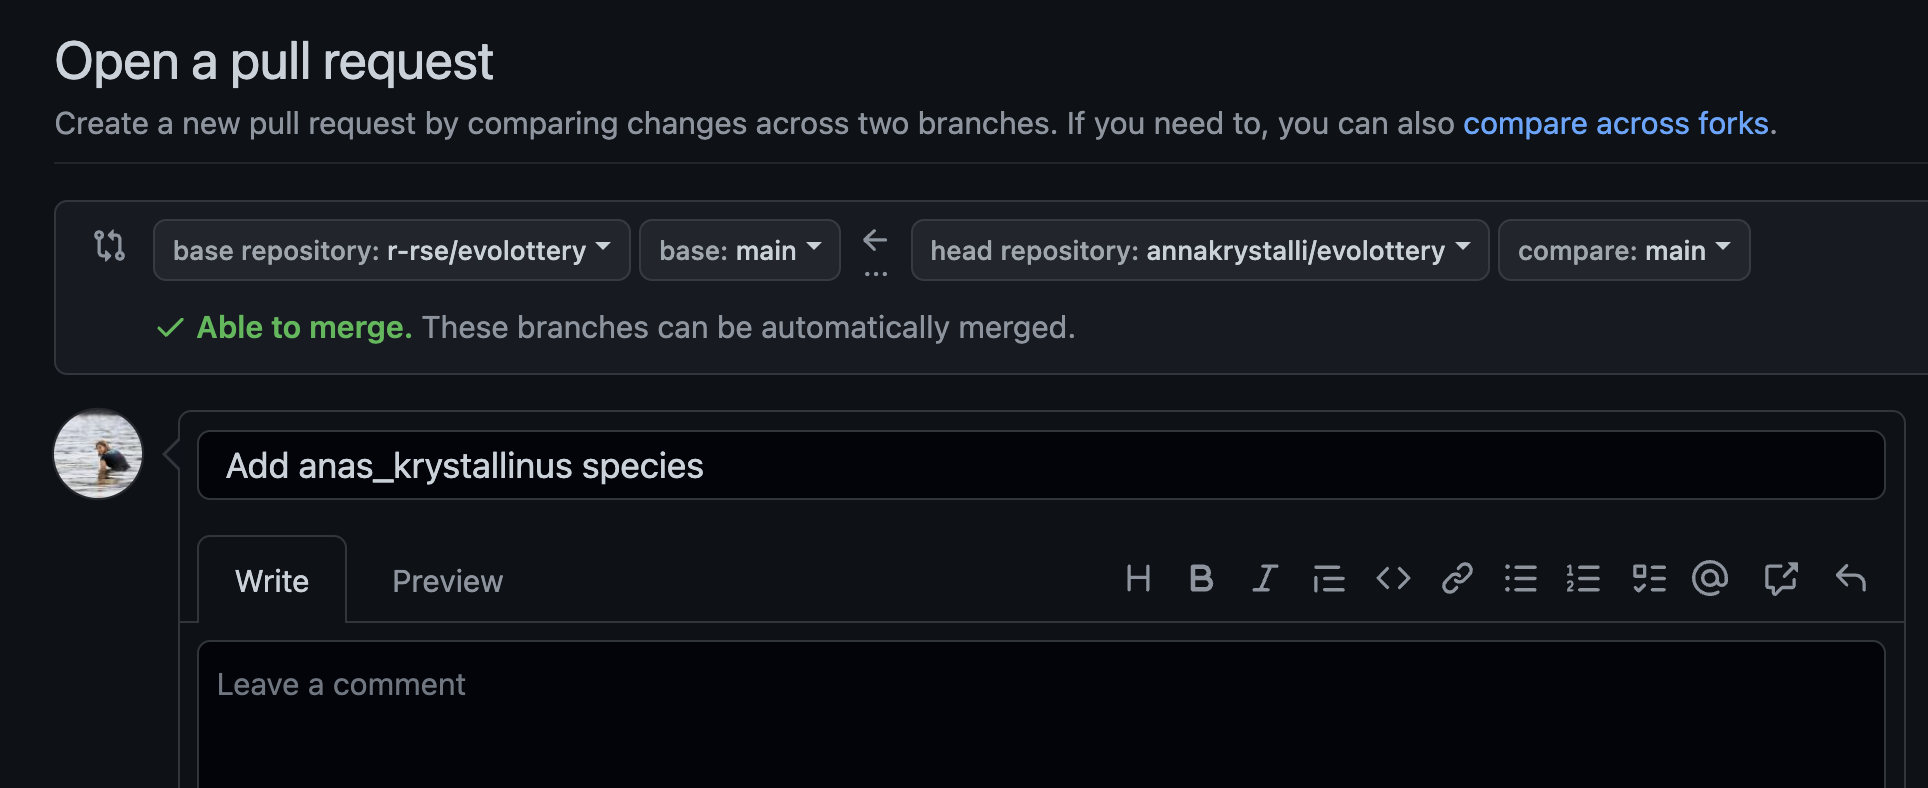 Open a pull request
Create a new pull request by comparing changes across two branches. If you need to, you can also compare across forks.
base repository: r-rse/evolottery base: main head repository: annakrystalli/evolottery compare: main
Able to merge. These branches can be automatically merged.
Add anas_krystallinus species
Write Preview
Leave a comment